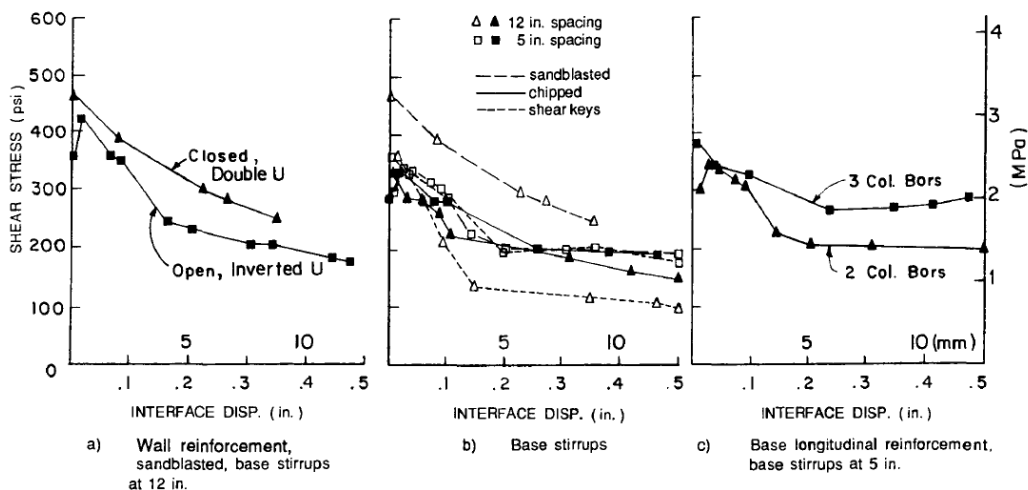 600
500
400
300
200
100
0
SHEAR STRESS (psi)
Closed,
Double U
Open, Inverted U
5
10
.1
.2
.3
.4
.5
INTERFACE DISP. (in.)
a) Wall reinforcement,
sandblasted, base stirrups
at 12 in.
12 in. spacing
5 in. spacing
sandblasted
chipped
shear keys
5
10
.1
.2
.3
.4
.5
INTERFACE DISP. (in.)
b) Base stirrups
3 Col. Bors
2 Col. Bors
5
10 (mm)
.1
.2
.3
.4
.5
INTERFACE DISP. (in.)
4
3
2
1
(MPa)
c) Base longitudinal reinforcement,
base stirrups at 5 in.